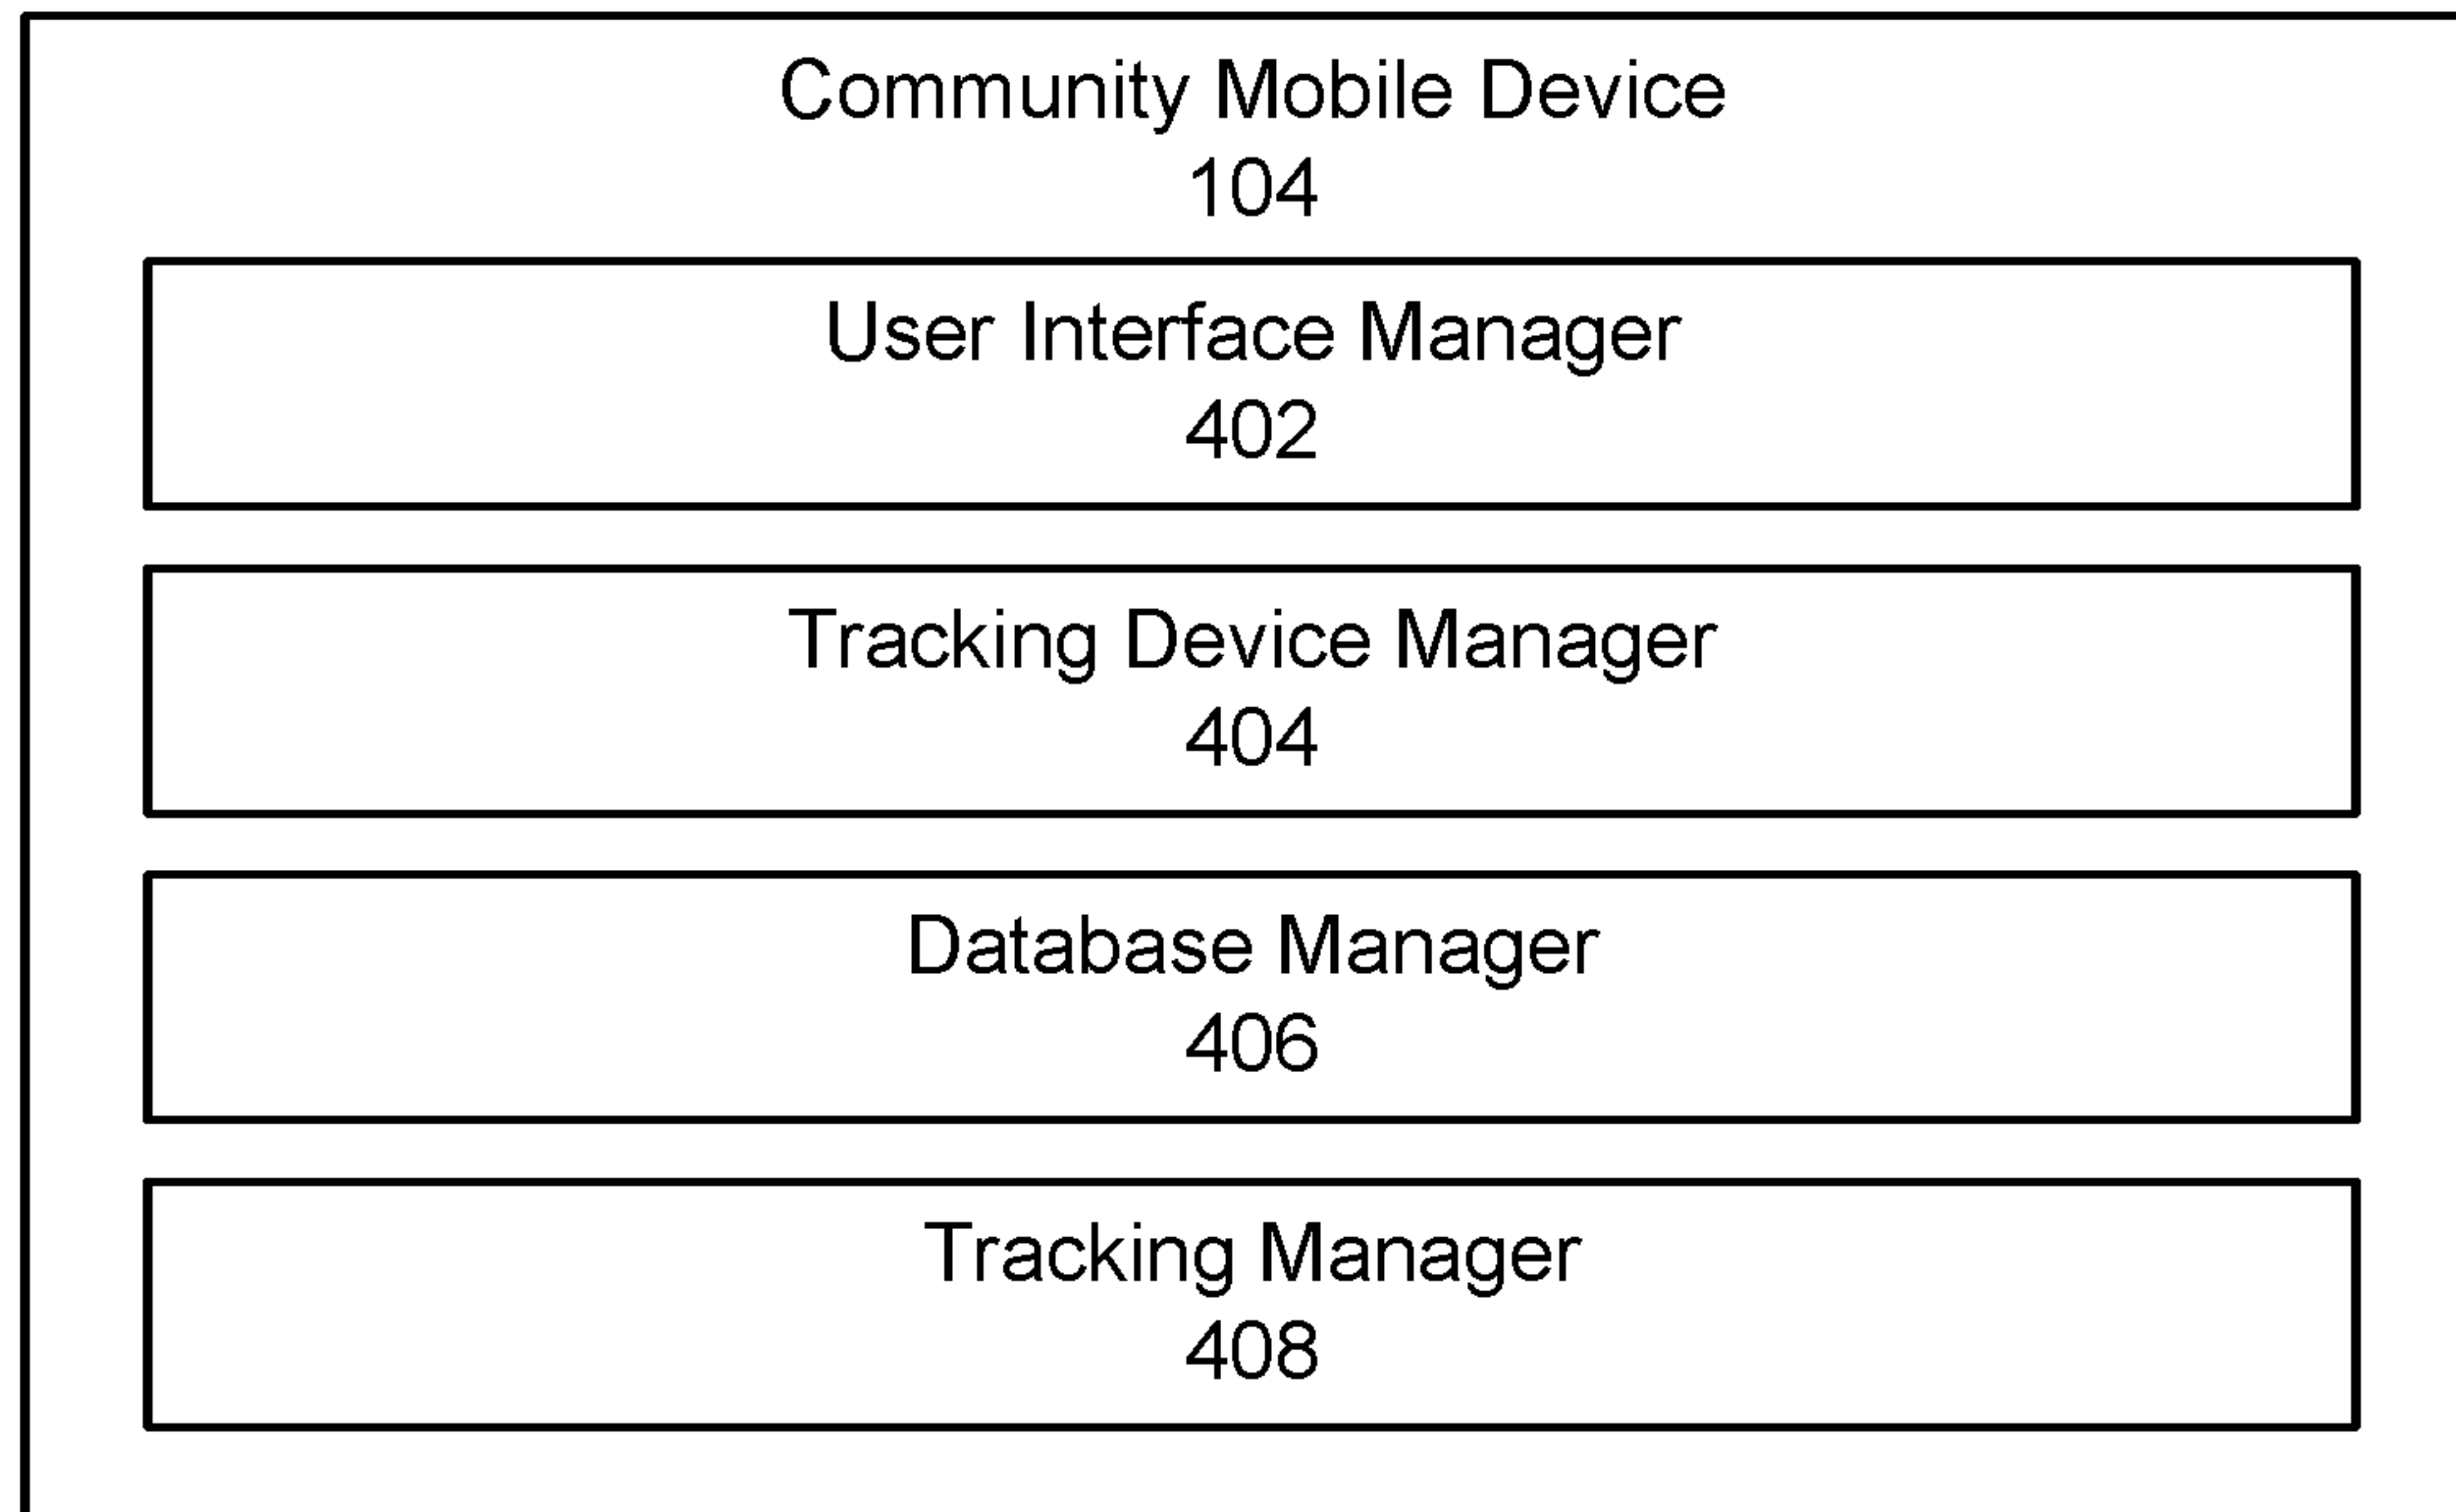 Community Mobile Device
104
User Interface Manager
402
Tracking Device Manager
404
Database Manager
406
Tracking Manager
408